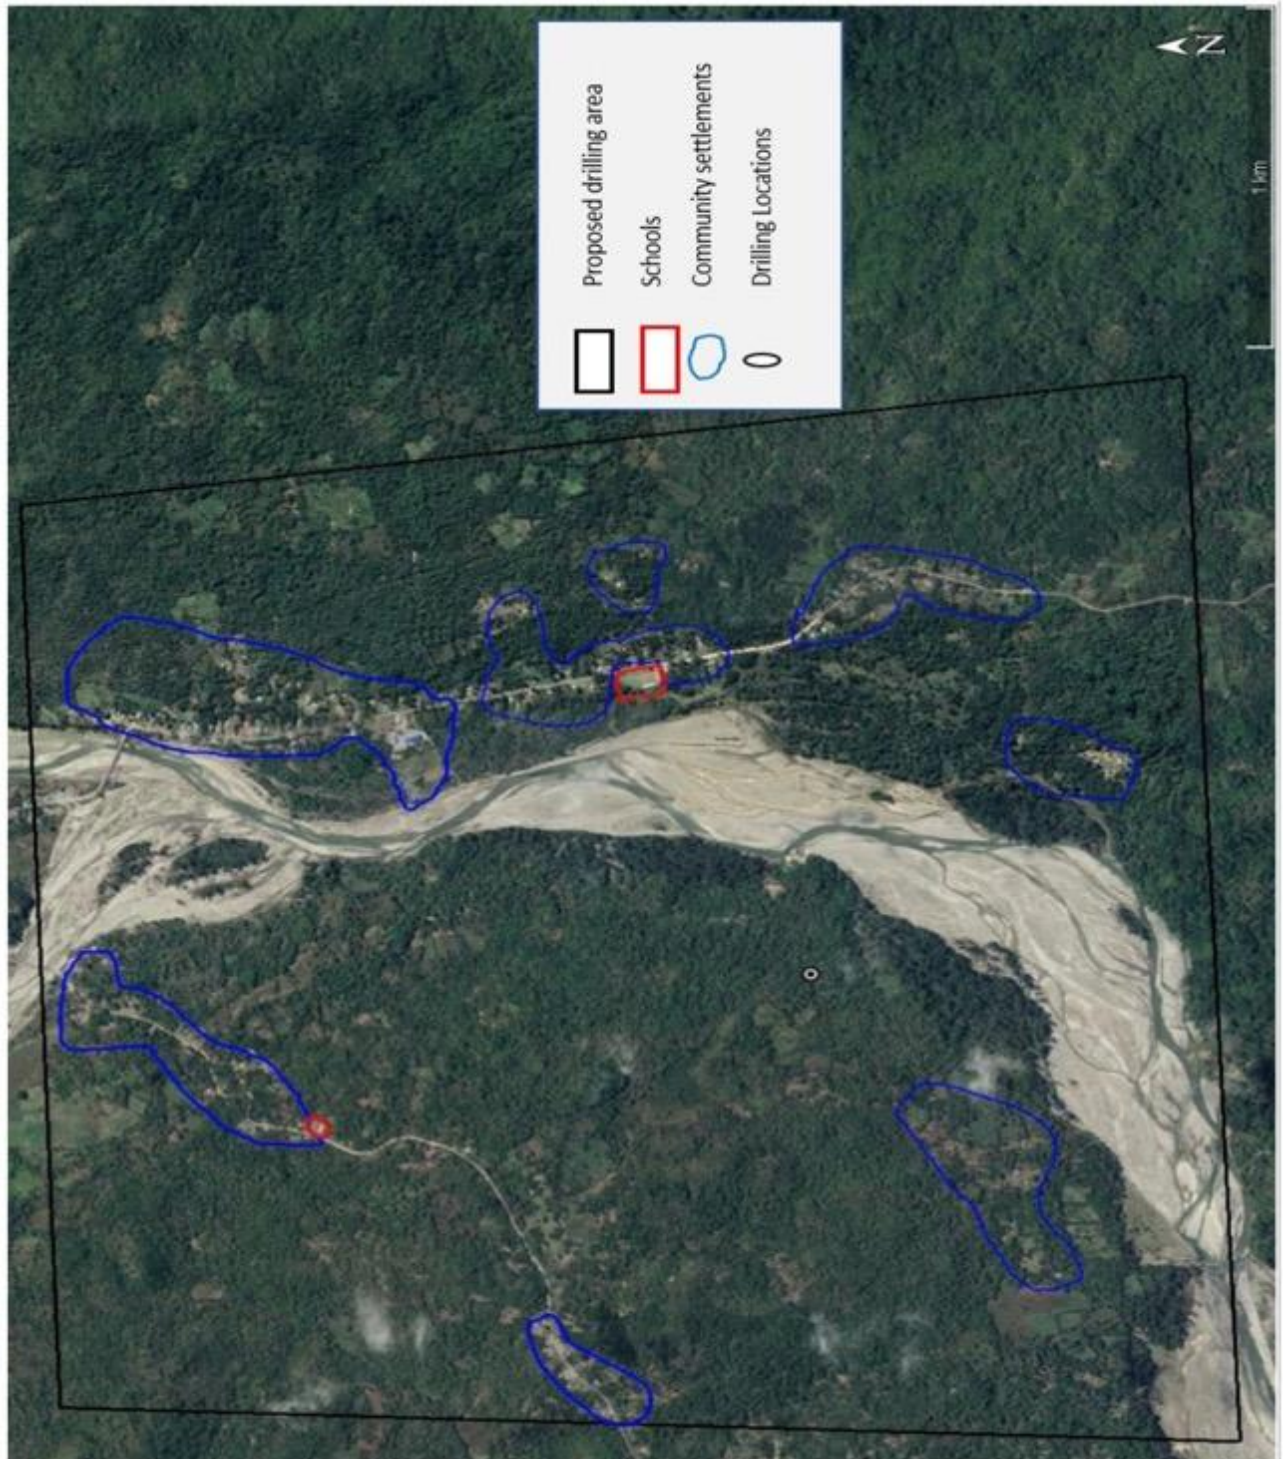 Proposed drilling area
Schools
Community settlements
Drilling Locations
N
1 km